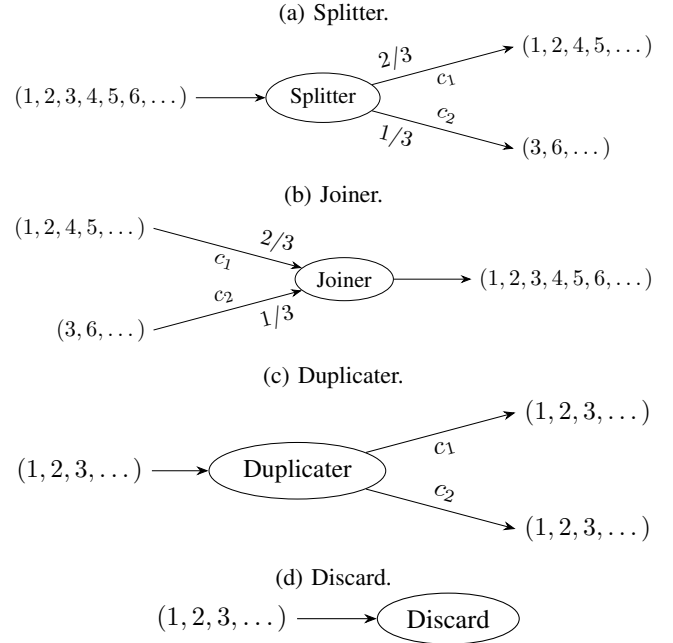 (a) Splitter.
(1, 2, 3, 4, 5, 6, . . . )
Splitter
2/3
c₁
(1, 2, 4, 5, . . . )
c₂
1/3
(3, 6, . . . )
(b) Joiner.
(1, 2, 4, 5, . . . )
2/3
c₁
Joiner
(1, 2, 3, 4, 5, 6, . . . )
c₂
1/3
(3, 6, . . . )
(c) Duplicater.
(1, 2, 3, . . . )
Duplicater
c₁
(1, 2, 3, . . . )
c₂
(1, 2, 3, . . . )
(d) Discard.
(1, 2, 3, . . . )
Discard